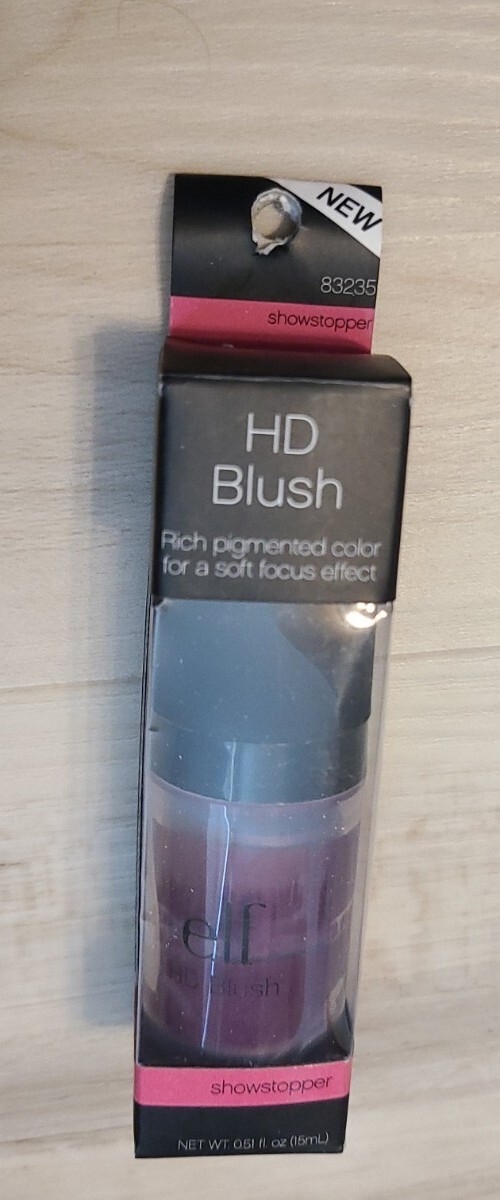 NEW
83235
showstopper
HD
Blush
Rich pigmented color
for a soft focus effect
elf
HD Blush
showstopper
NET WT. 0.51 fl. oz (15mL)